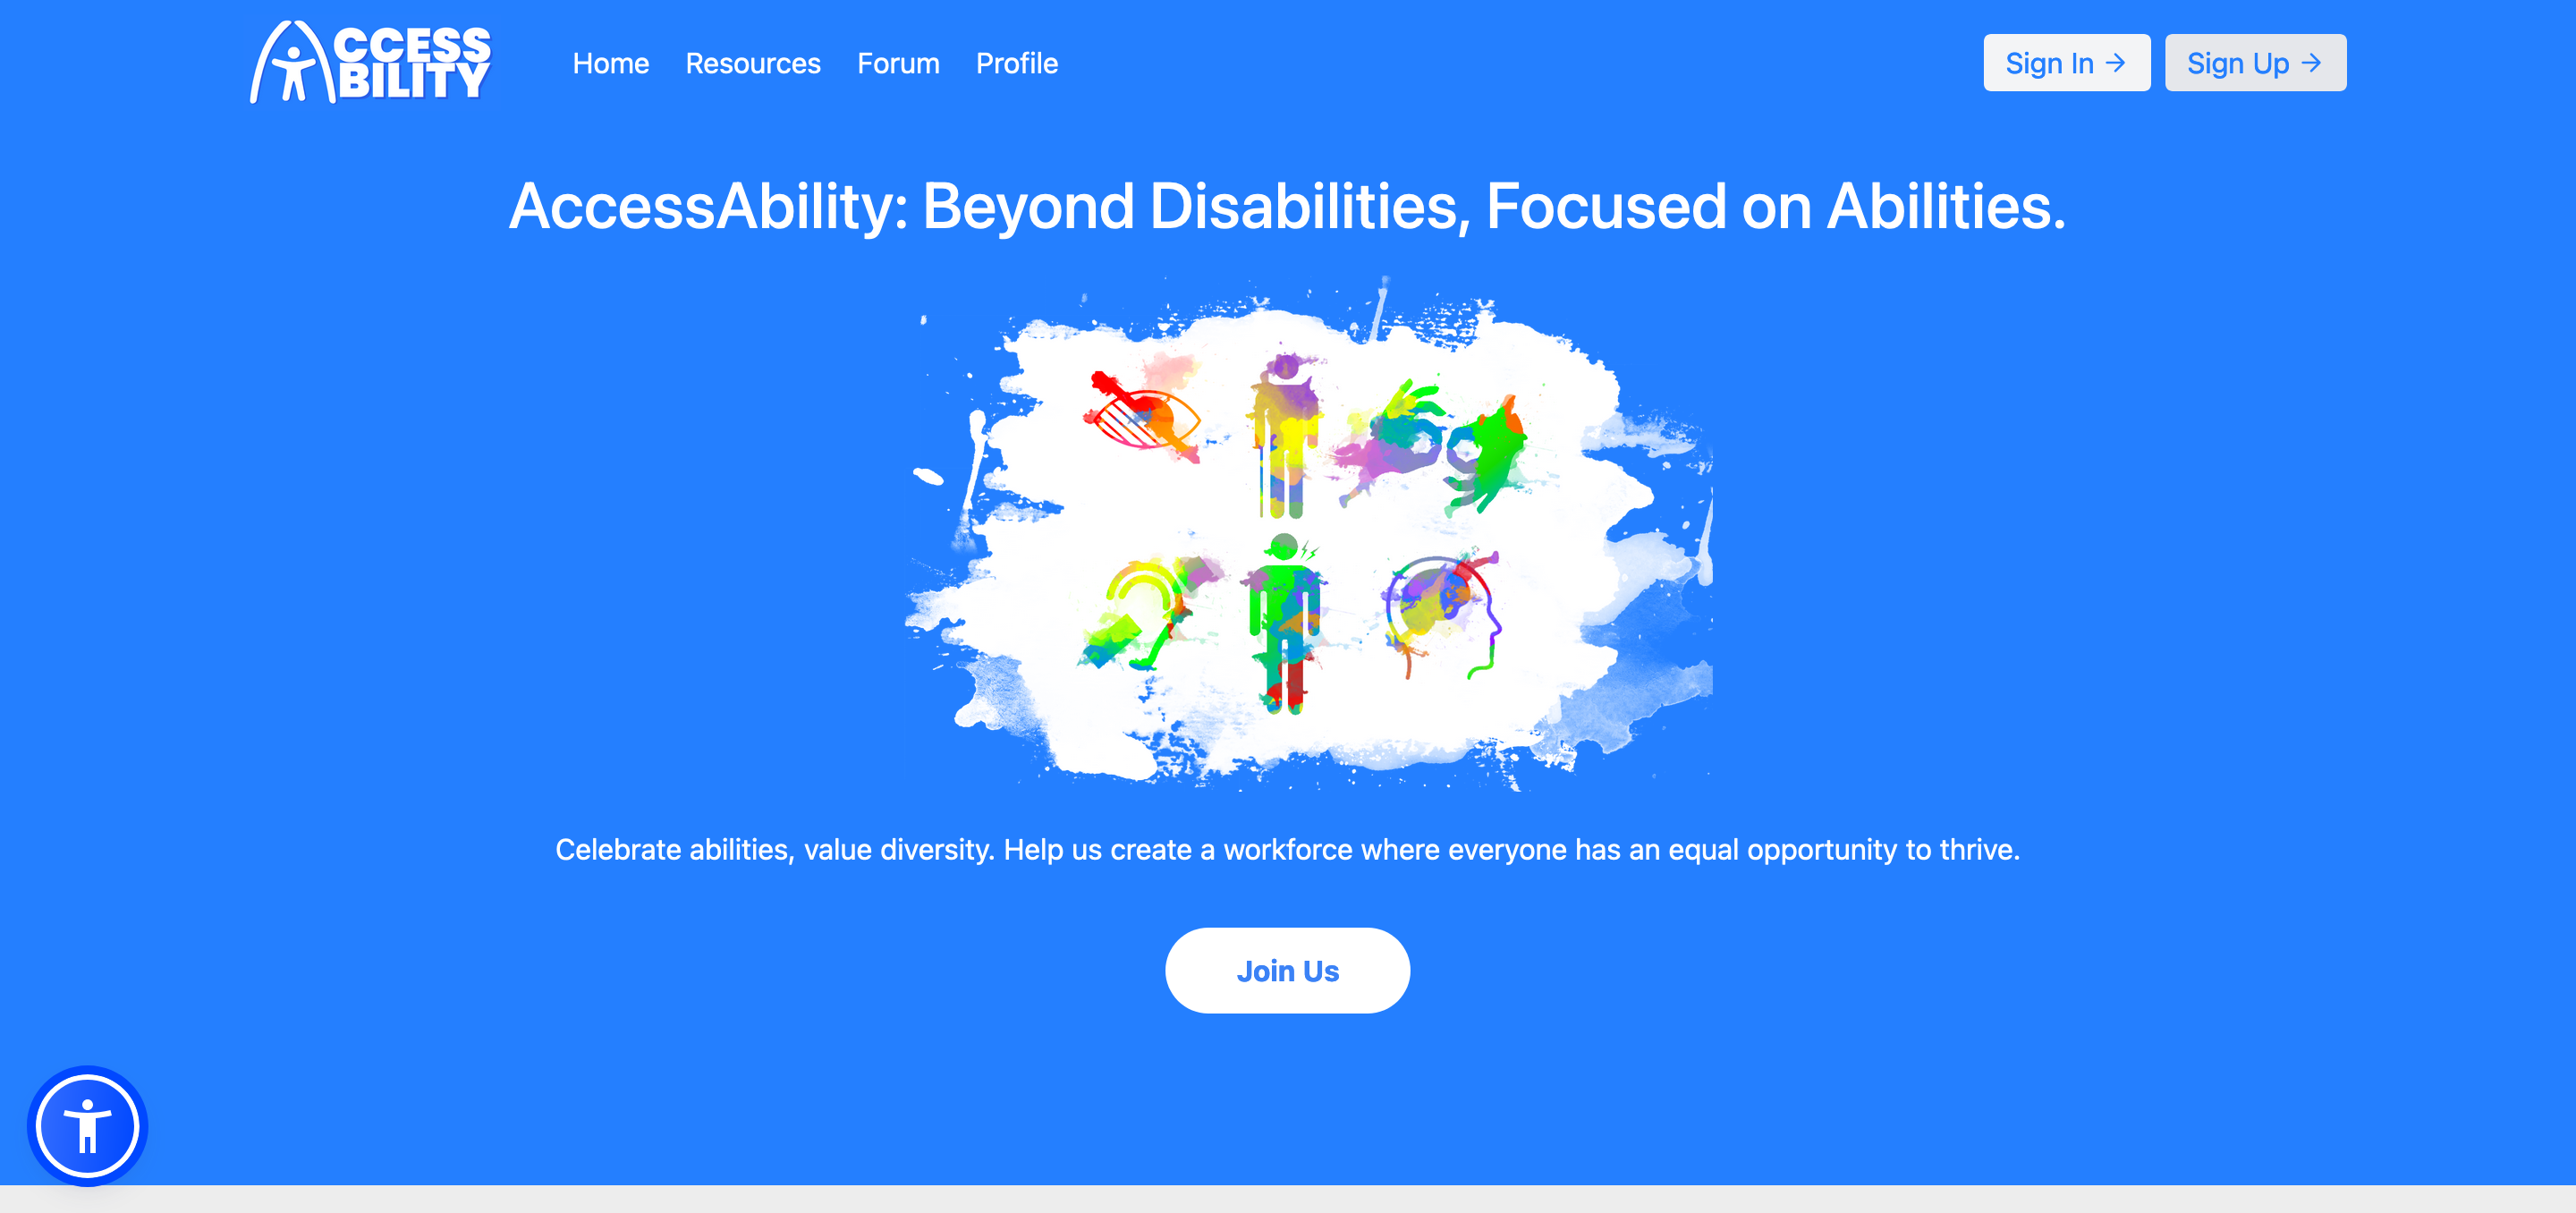 CCESS
BILITY
Home Resources Forum Profile
Sign In → Sign Up →
AccessAbility: Beyond Disabilities, Focused on Abilities.
Celebrate abilities, value diversity. Help us create a workforce where everyone has an equal opportunity to thrive.
Join Us